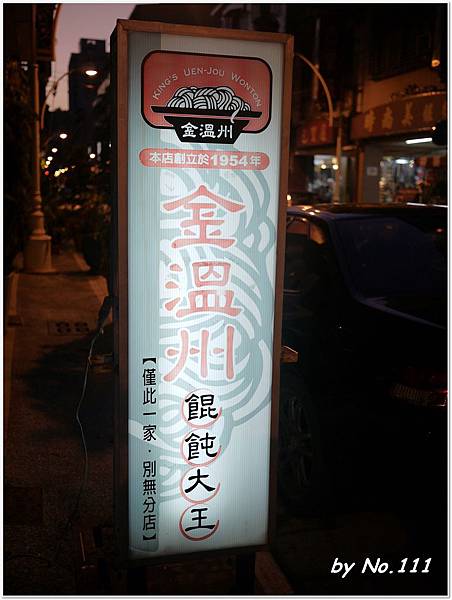 KING'S UEN-JOU WONTON
金溫州
本店創立於1954年
金溫州
餛飩大王
【僅此一家．別無分店】
by No.111